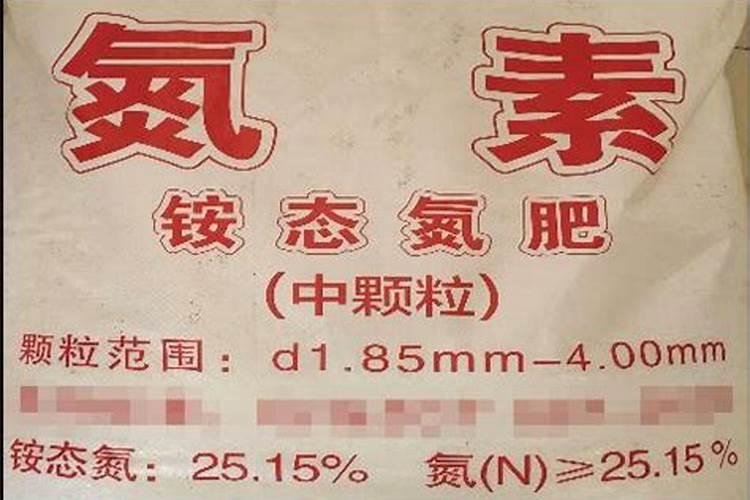 氮素
铵态氮肥
(中颗粒)
颗粒范围：d1.85mm-4.00mm
铵态氮：25.15% 氮(N)≥25.15%